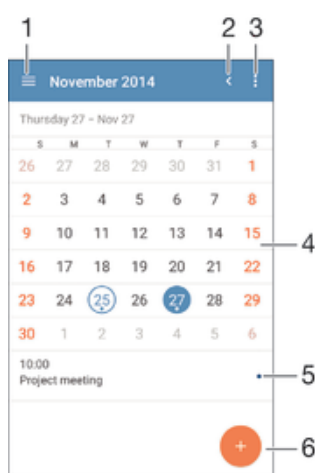 1 2 3
November 2014
Thursday 27 – Nov 27
S M T W T F S
26 27 28 29 30 31 1
2 3 4 5 6 7 8
9 10 11 12 13 14 15
4
16 17 18 19 20 21 22
23 24 25 26 27 28 29
30 1 2 3 4 5 6
10:00
Project meeting
5
+
6